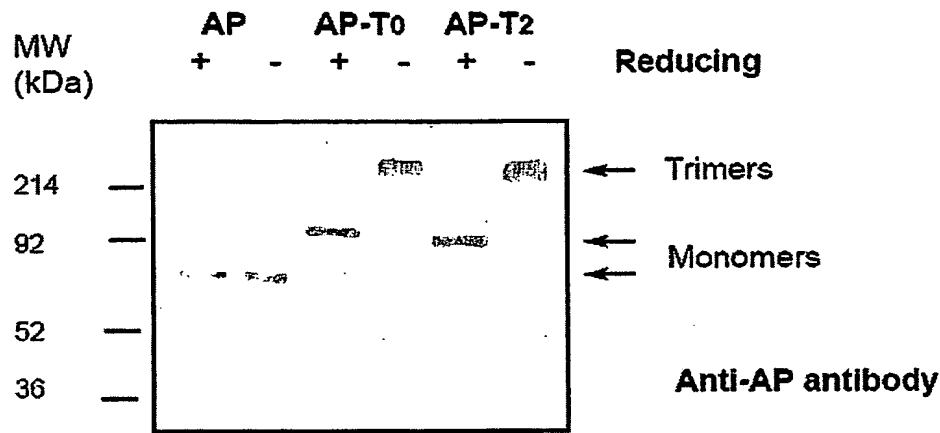 AP AP-T0 AP-T2
MW (kDa)
+ - + - + - Reducing
214
92
52
36
Trimers
Monomers
Anti-AP antibody